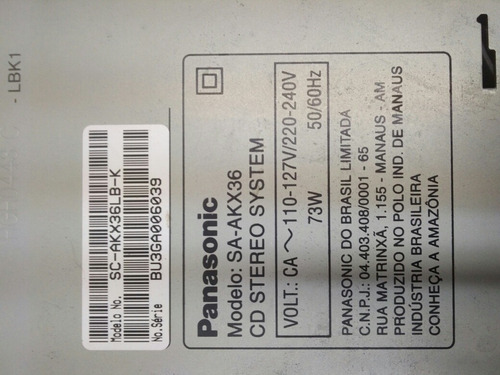 - LBK1
Modelo No. SC-AKX36LB-K
No.Série BU3GA006039
Panasonic
Modelo: SA-AKX36
CD STEREO SYSTEM
VOLT.: CA ~ 110-127V/220-240V
50/60Hz
73W
PANASONIC DO BRASIL LIMITADA
C.N.P.J.: 04.403.408/0001 - 65
RUA MATRINXÃ, 1.155 - MANAUS - AM
PRODUZIDO NO POLO IND. DE MANAUS
INDÚSTRIA BRASILEIRA
CONHEÇA A AMAZÔNIA